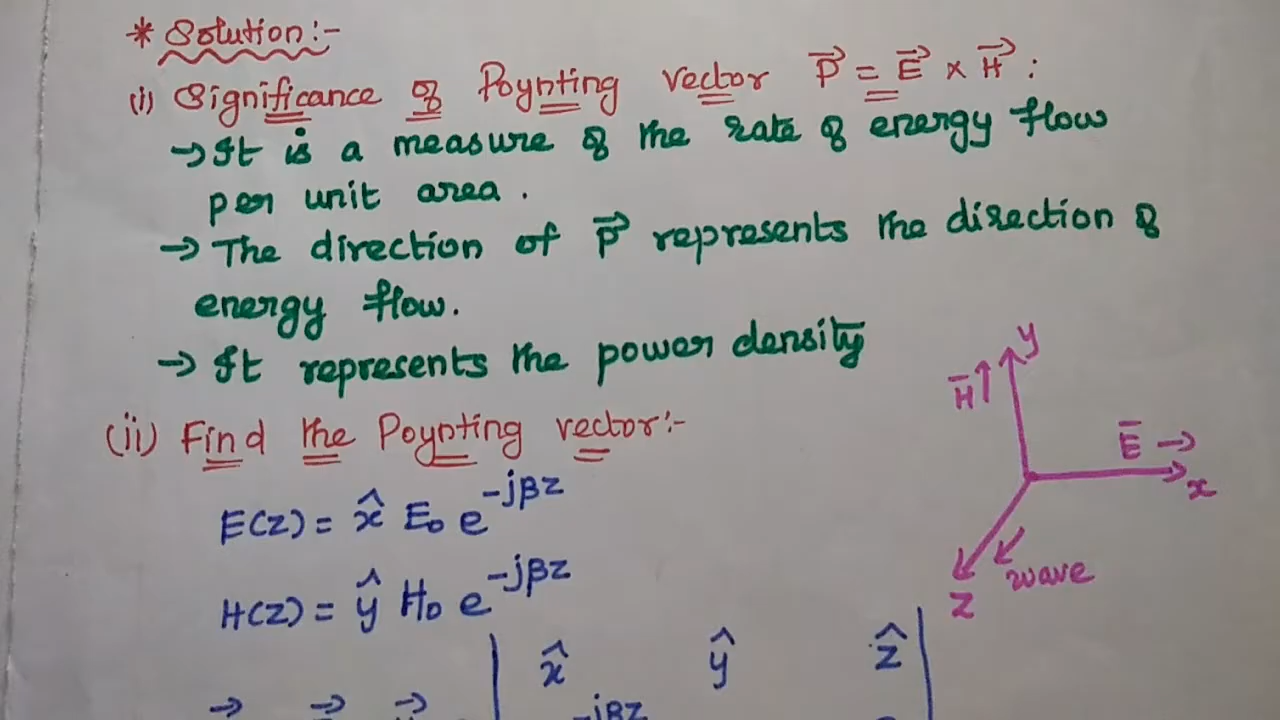 * Solution:-
(i) Significance of Poynting vector P⃗ = E⃗ × H⃗ :
→ It is a measure of the rate of energy flow
per unit area .
→ The direction of P⃗ represents the direction of
energy flow.
→ It represents the power density
(ii) Find the Poynting vector:-
E(z) = x̂ E₀ e^-jβz
H(z) = ŷ H₀ e^-jβz
y
H̅ ↑
E̅ →
x
wave
z
x̂ ŷ ẑ
-jβz